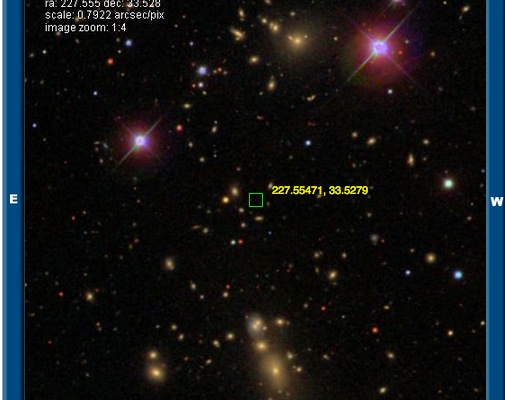 ra: 227.555 dec: 33.528
scale: 0.7922 arcsec/pix
image zoom: 1:4
E
227.55471, 33.5279
W